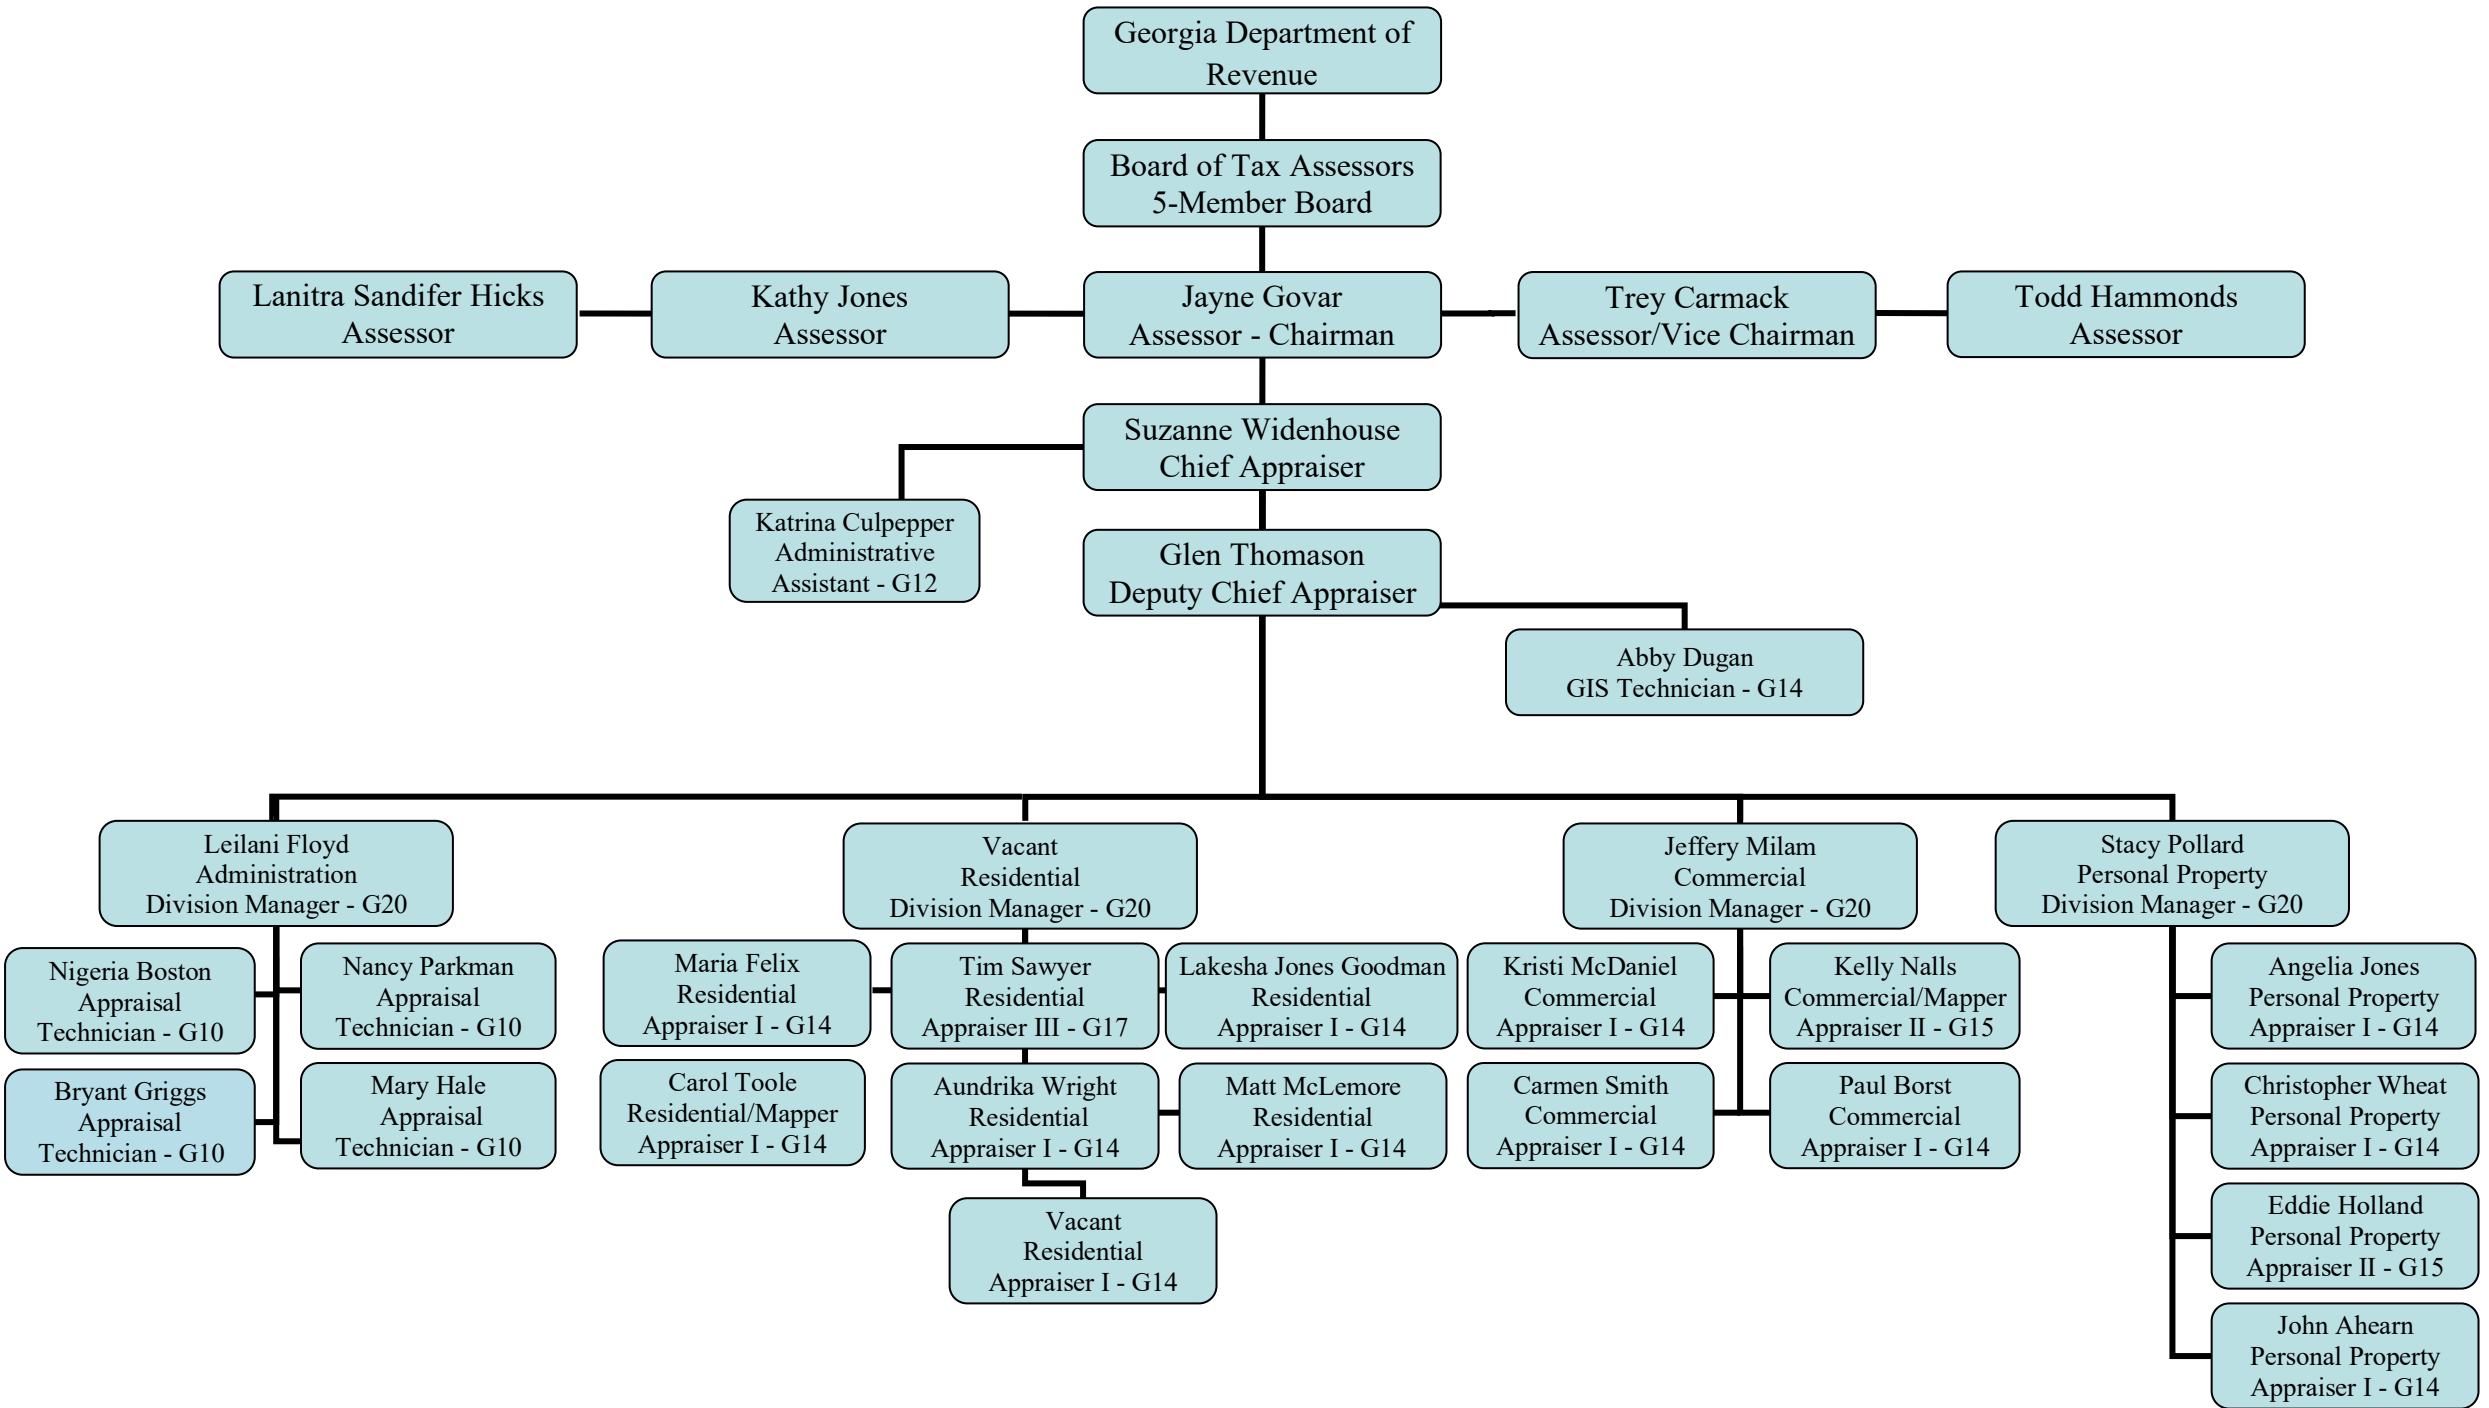 Georgia Department of
Revenue
Board of Tax Assessors
5-Member Board
Lanitra Sandifer Hicks
Assessor
Kathy Jones
Assessor
Jayne Govar
Assessor - Chairman
Trey Carmack
Assessor/Vice Chairman
Todd Hammonds
Assessor
Suzanne Widenhouse
Chief Appraiser
Katrina Culpepper
Administrative
Assistant - G12
Glen Thomason
Deputy Chief Appraiser
Abby Dugan
GIS Technician - G14
Leilani Floyd
Administration
Division Manager - G20
Vacant
Residential
Division Manager - G20
Jeffery Milam
Commercial
Division Manager - G20
Stacy Pollard
Personal Property
Division Manager - G20
Nigeria Boston
Appraisal
Technician - G10
Nancy Parkman
Appraisal
Technician - G10
Maria Felix
Residential
Appraiser I - G14
Tim Sawyer
Residential
Appraiser III - G17
Lakesha Jones Goodman
Residential
Appraiser I - G14
Kristi McDaniel
Commercial
Appraiser I - G14
Kelly Nalls
Commercial/Mapper
Appraiser II - G15
Angelia Jones
Personal Property
Appraiser I - G14
Bryant Griggs
Appraisal
Technician - G10
Mary Hale
Appraisal
Technician - G10
Carol Toole
Residential/Mapper
Appraiser I - G14
Aundrika Wright
Residential
Appraiser I - G14
Matt McLemore
Residential
Appraiser I - G14
Carmen Smith
Commercial
Appraiser I - G14
Paul Borst
Commercial
Appraiser I - G14
Christopher Wheat
Personal Property
Appraiser I - G14
Vacant
Residential
Appraiser I - G14
Eddie Holland
Personal Property
Appraiser II - G15
John Ahearn
Personal Property
Appraiser I - G14